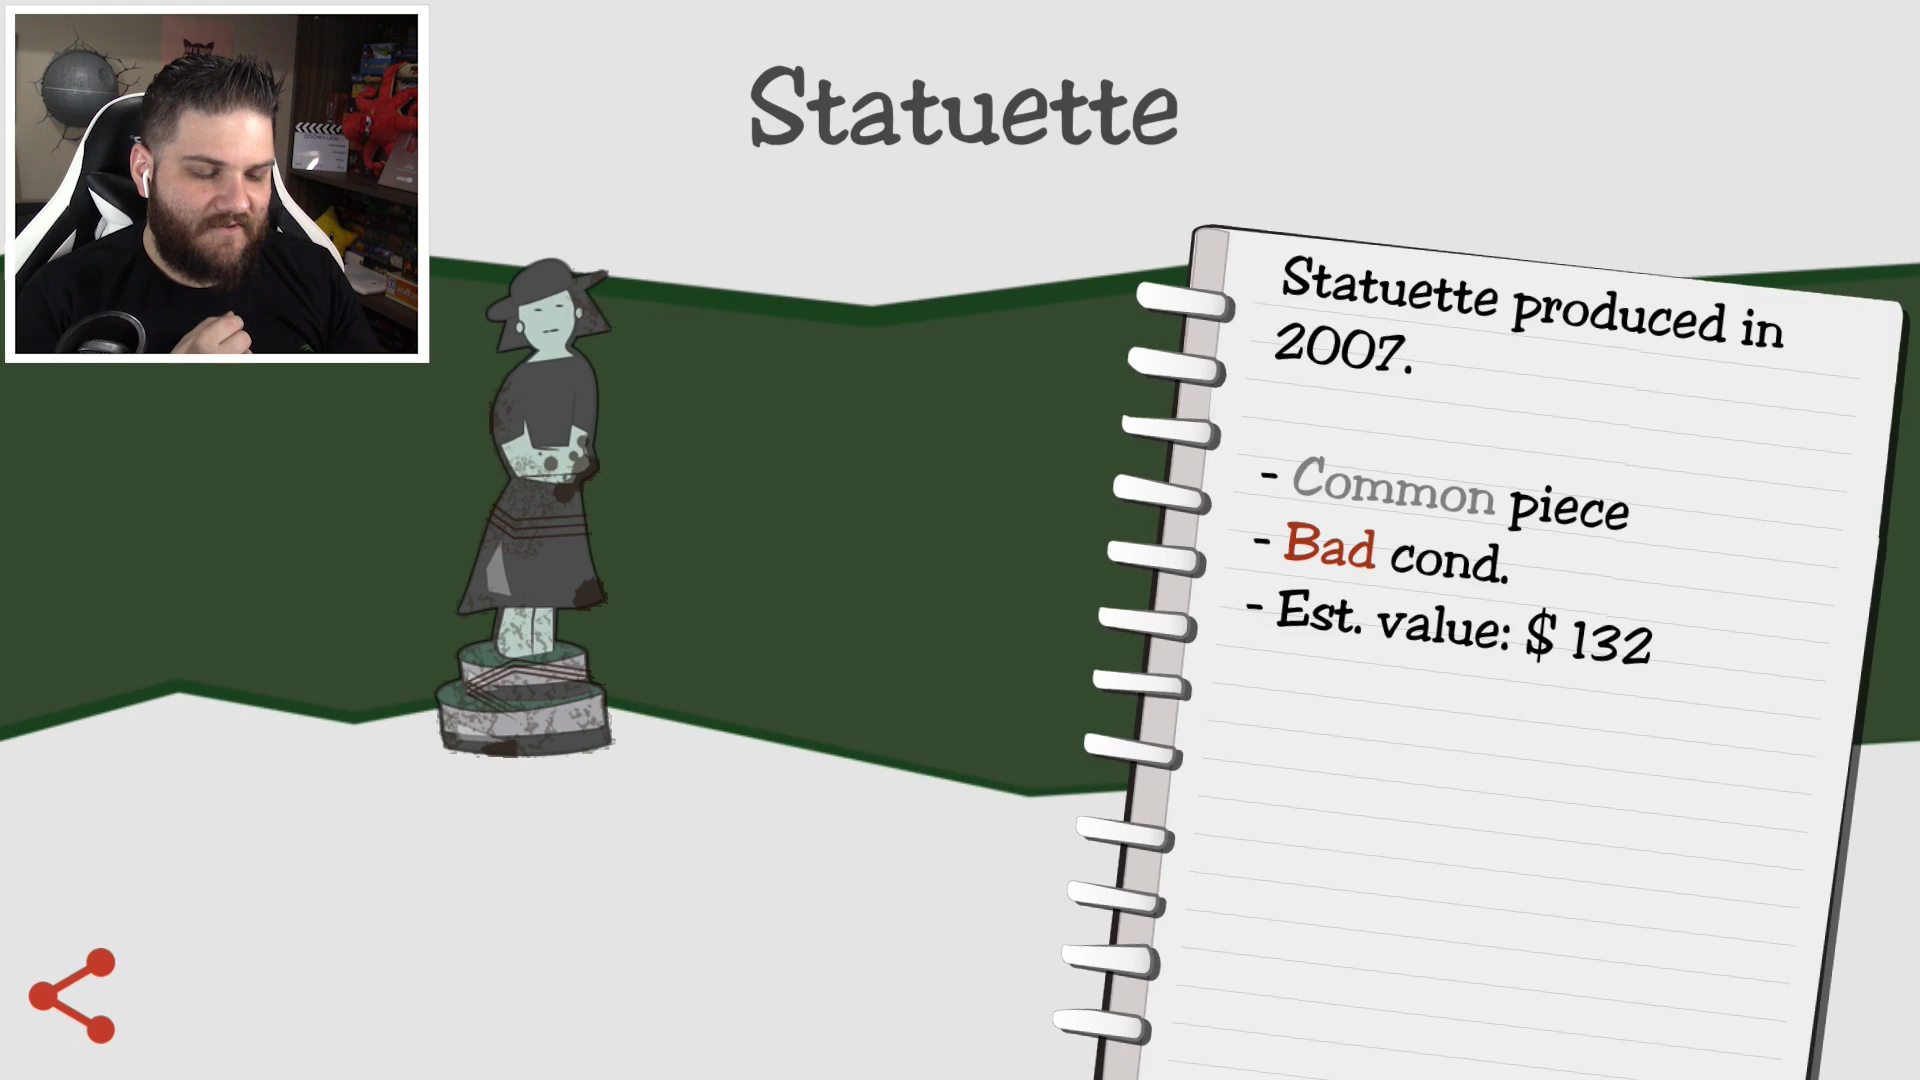 Statuette
Statuette produced in
2007.
- Common piece
- Bad cond.
- Est. value: $ 132